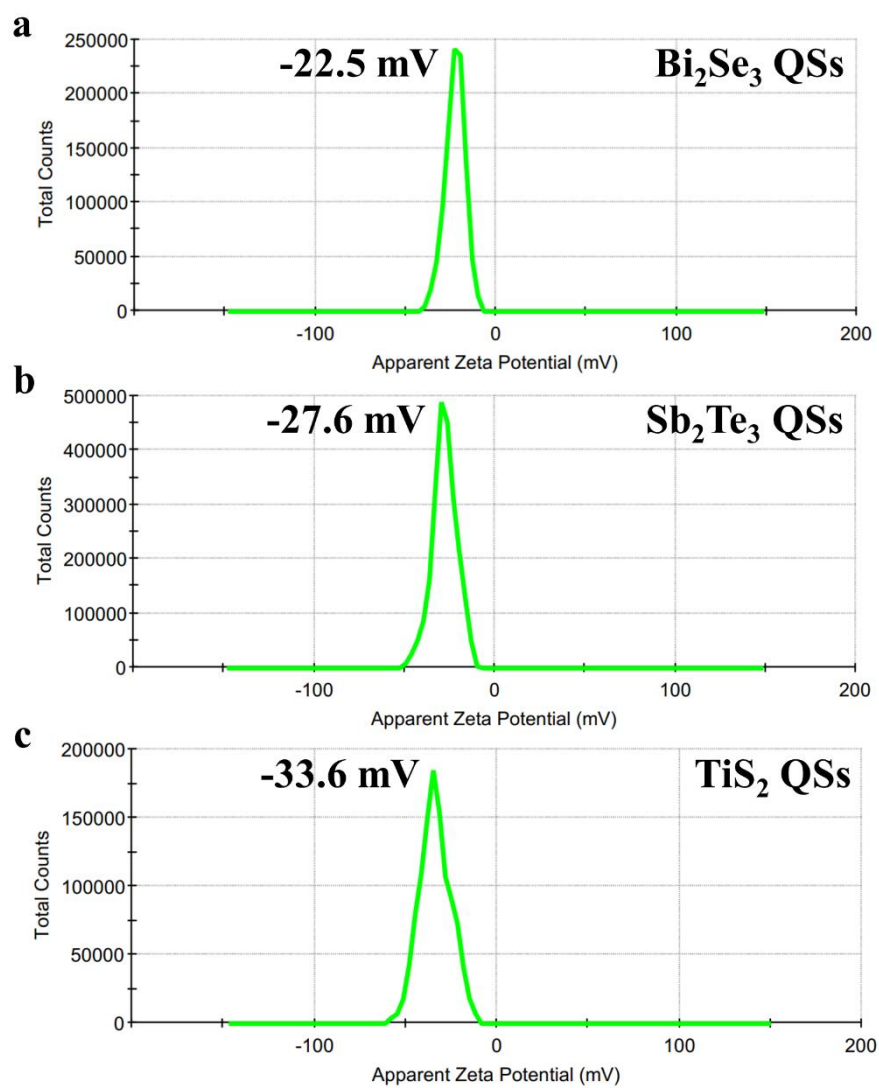 a
-22.5 mV
Bi₂Se₃ QSs
Total Counts
250000
200000
150000
100000
50000
0
-100
0
100
200
Apparent Zeta Potential (mV)
b
-27.6 mV
Sb₂Te₃ QSs
Total Counts
500000
400000
300000
200000
100000
0
-100
0
100
200
Apparent Zeta Potential (mV)
c
-33.6 mV
TiS₂ QSs
Total Counts
200000
150000
100000
50000
0
-100
0
100
200
Apparent Zeta Potential (mV)